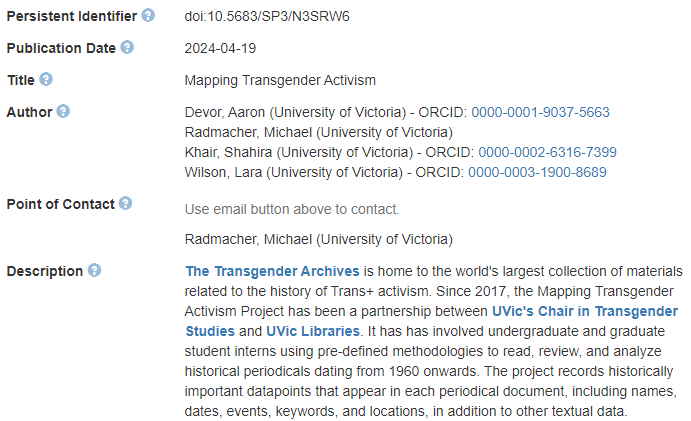 Persistent Identifier ? doi:10.5683/SP3/N3SRW6
Publication Date ? 2024-04-19
Title ? Mapping Transgender Activism
Author ? Devor, Aaron (University of Victoria) - ORCID: 0000-0001-9037-5663
Radmacher, Michael (University of Victoria)
Khair, Shahira (University of Victoria) - ORCID: 0000-0002-6316-7399
Wilson, Lara (University of Victoria) - ORCID: 0000-0003-1900-8689
Point of Contact ? Use email button above to contact.
Radmacher, Michael (University of Victoria)
Description ? The Transgender Archives is home to the world's largest collection of materials
related to the history of Trans+ activism. Since 2017, the Mapping Transgender
Activism Project has been a partnership between UVic's Chair in Transgender
Studies and UVic Libraries. It has has involved undergraduate and graduate
student interns using pre-defined methodologies to read, review, and analyze
historical periodicals dating from 1960 onwards. The project records historically
important datapoints that appear in each periodical document, including names,
dates, events, keywords, and locations, in addition to other textual data.